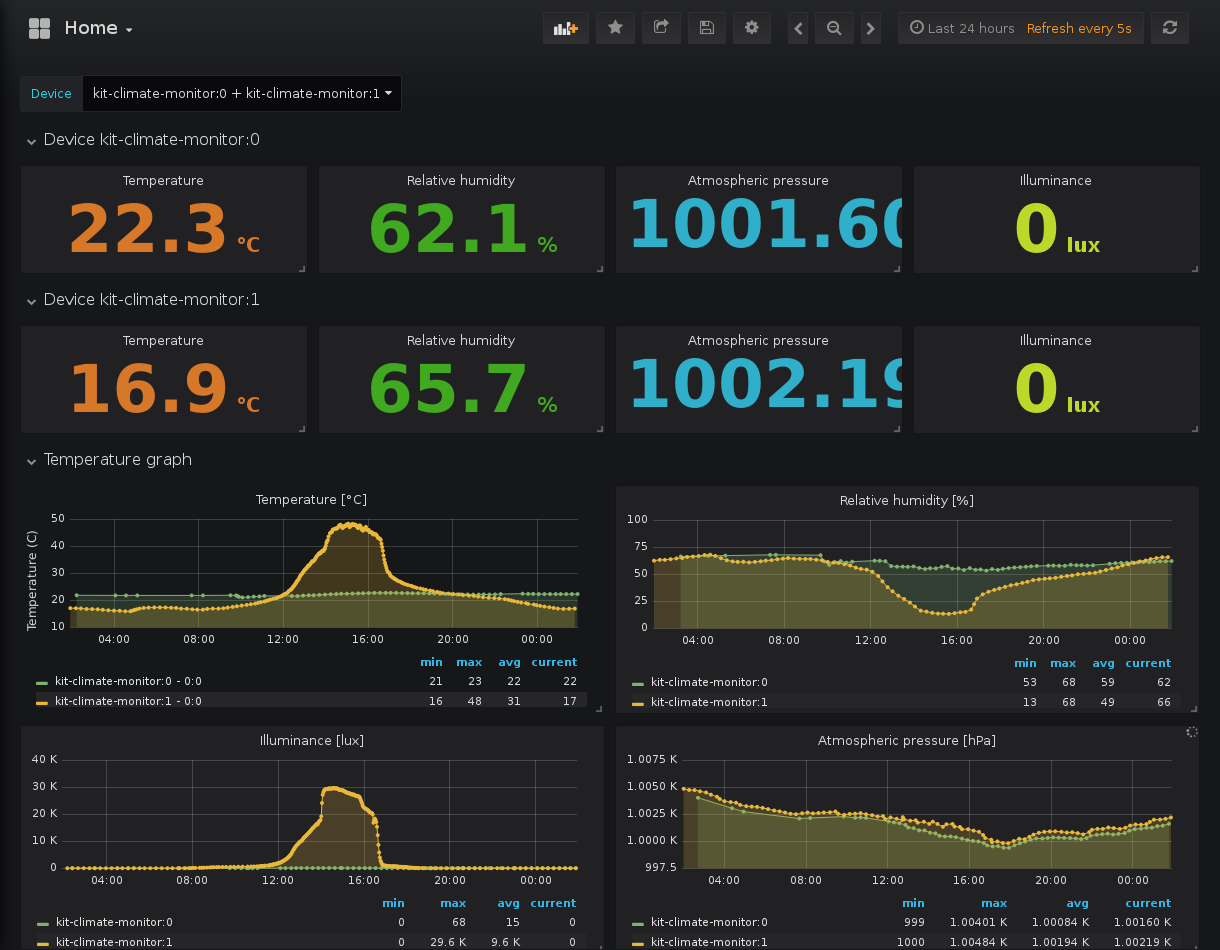 Home
Last 24 hours Refresh every 5s
Device kit-climate-monitor:0 + kit-climate-monitor:1
Device kit-climate-monitor:0
Temperature Relative humidity Atmospheric pressure Illuminance
22.3 °C 62.1 % 1001.60 0 lux
Device kit-climate-monitor:1
Temperature Relative humidity Atmospheric pressure Illuminance
16.9 °C 65.7 % 1002.19 0 lux
Temperature graph
Temperature [°C]
Temperature (C)
50
40
30
20
10
04:00 08:00 12:00 16:00 20:00 00:00
min max avg current
kit-climate-monitor:0 - 0:0 21 23 22 22
kit-climate-monitor:1 - 0:0 16 48 31 17
Relative humidity [%]
100
75
50
25
0
04:00 08:00 12:00 16:00 20:00 00:00
min max avg current
kit-climate-monitor:0 53 68 59 62
kit-climate-monitor:1 13 68 49 66
Illuminance [lux]
40 K
30 K
20 K
10 K
0
04:00 08:00 12:00 16:00 20:00 00:00
min max avg current
kit-climate-monitor:0 0 68 15 0
kit-climate-monitor:1 0 29.6 K 9.6 K 0
Atmospheric pressure [hPa]
1.0075 K
1.0050 K
1.0025 K
1.0000 K
997.5
04:00 08:00 12:00 16:00 20:00 00:00
min max avg current
kit-climate-monitor:0 999 1.00401 K 1.00084 K 1.00160 K
kit-climate-monitor:1 1000 1.00484 K 1.00194 K 1.00219 K